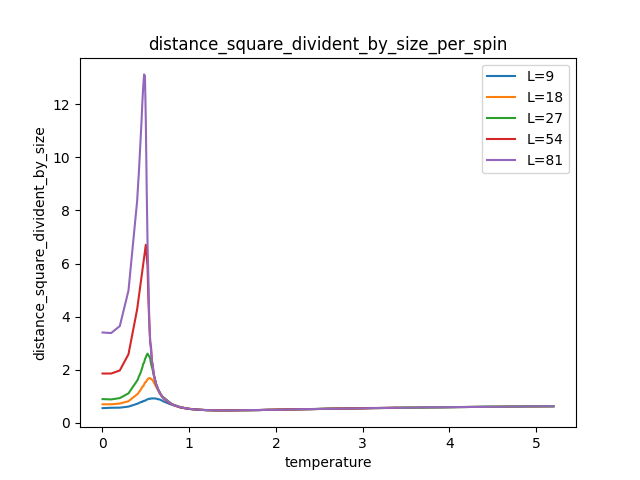 distance_square_divident_by_size_per_spin
distance_square_divident_by_size
12
10
8
6
4
2
0
0 1 2 3 4 5
temperature
L=9
L=18
L=27
L=54
L=81